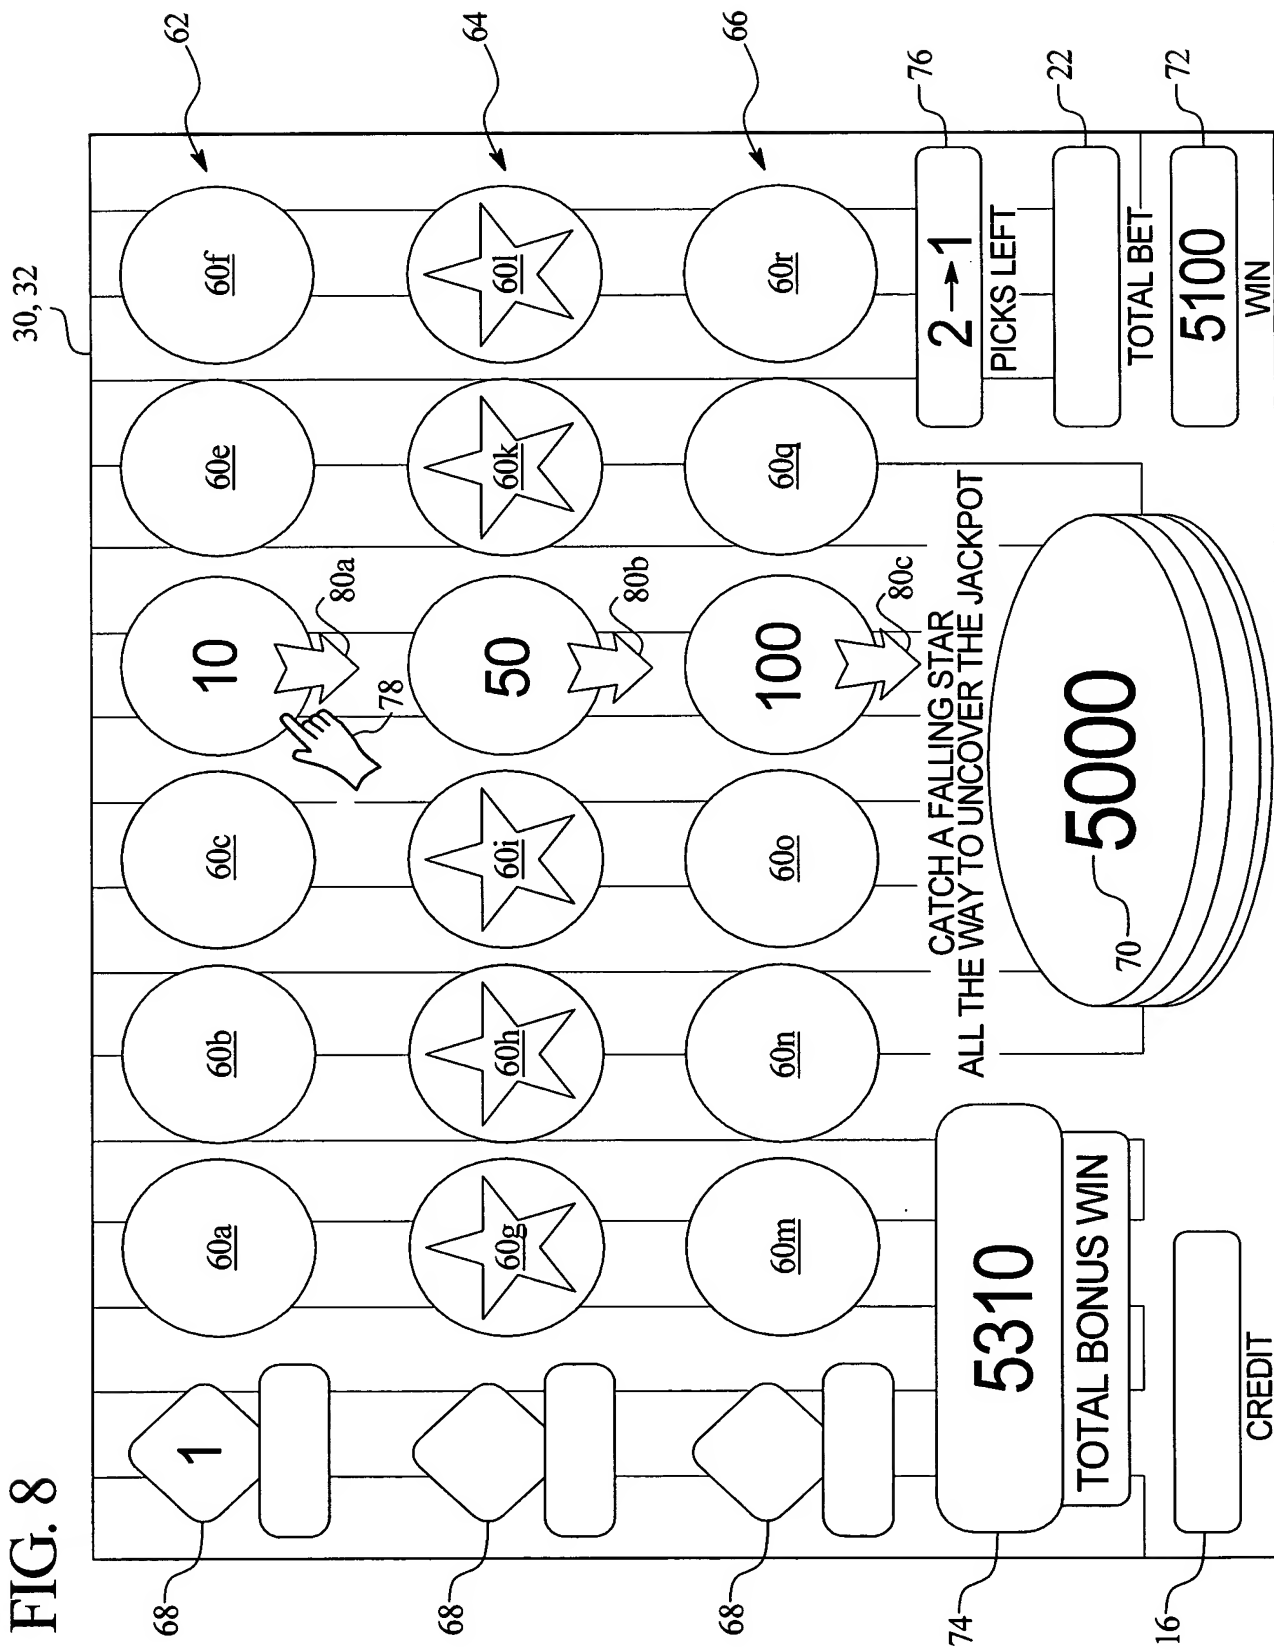 FIG. 8
30, 32
68 1 60a 60b 60c 10 60e 60f 62
78 80a
68 60g 60h 60i 50 60k 60l 64
80b
68 60m 60n 60o 100 60q 60r 66
80c
74 5310 CATCH A FALLING STAR 2→1 76
ALL THE WAY TO UNCOVER THE JACKPOT PICKS LEFT
TOTAL BONUS WIN 70 5000 22
TOTAL BET
16 5100 72
CREDIT WIN